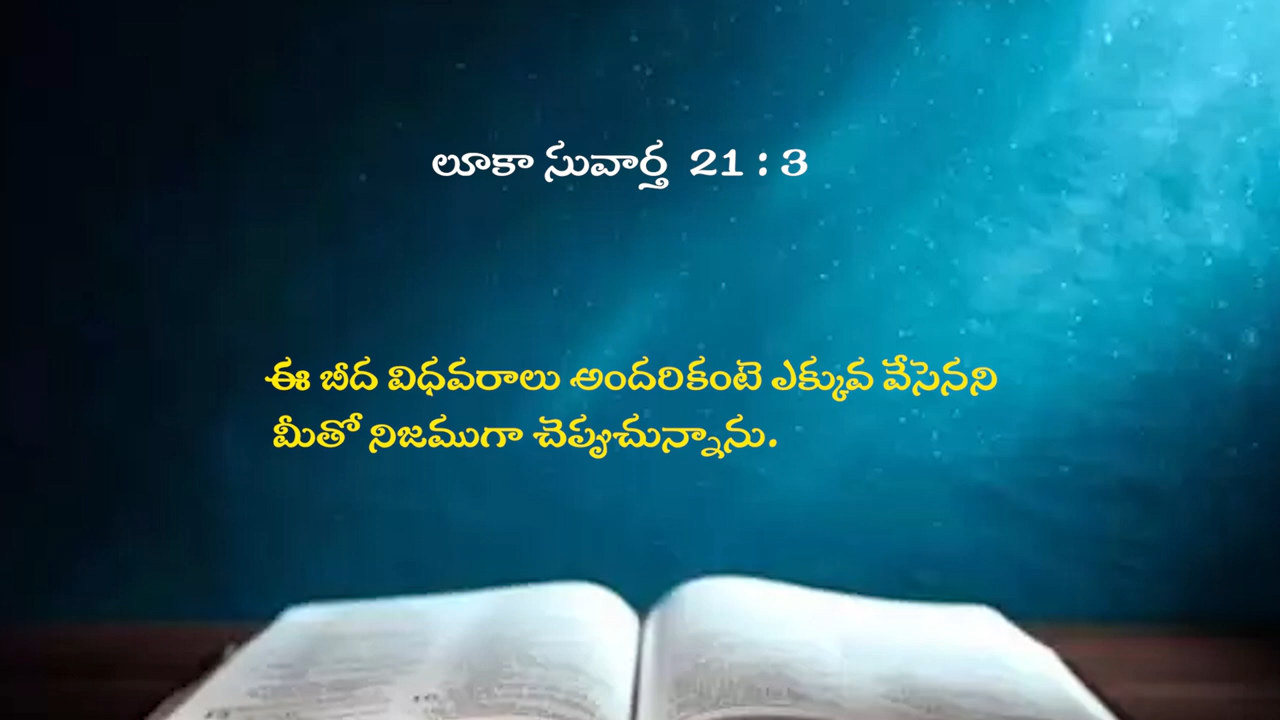 లూకా సువార్త 21 : 3
ఈ బీద విధవరాలు అందరికంటె ఎక్కువ వేసెనని
మీతో నిజముగా చెప్పుచున్నాను.